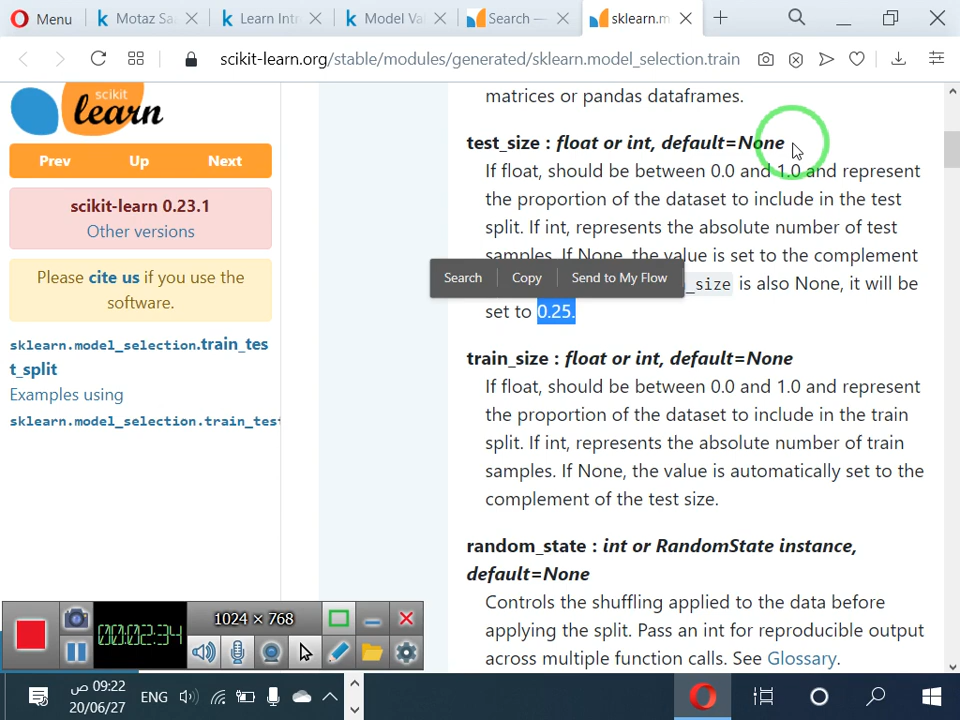 Menu
Motaz Sa
Learn Intr
Model Val
Search —
sklearn.m
scikit-learn.org/stable/modules/generated/sklearn.model_selection.train
scikit
learn
Prev Up Next
scikit-learn 0.23.1
Other versions
Please cite us if you use the
software.
sklearn.model_selection.train_tes
t_split
Examples using
sklearn.model_selection.train_test
matrices or pandas dataframes.
test_size : float or int, default=None
If float, should be between 0.0 and 1.0 and represent
the proportion of the dataset to include in the test
split. If int, represents the absolute number of test
samples. If None, the value is set to the complement
Search Copy Send to My Flow
_size is also None, it will be
set to 0.25.
train_size : float or int, default=None
If float, should be between 0.0 and 1.0 and represent
the proportion of the dataset to include in the train
split. If int, represents the absolute number of train
samples. If None, the value is automatically set to the
complement of the test size.
random_state : int or RandomState instance,
default=None
Controls the shuffling applied to the data before
applying the split. Pass an int for reproducible output
across multiple function calls. See Glossary.
00:02:34
1024 × 768
09:22 ص
20/06/27
ENG